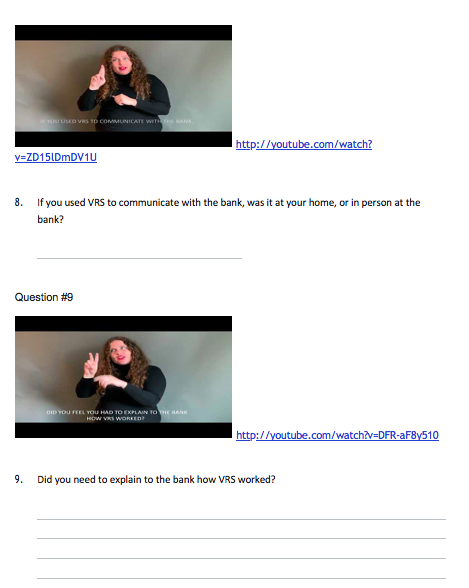 IF YOU USED VRS TO COMMUNICATE WITH THE BANK,
http://youtube.com/watch?
v=ZD15lDmDV1U
8. If you used VRS to communicate with the bank, was it at your home, or in person at the
bank?
Question #9
DID YOU FEEL YOU HAD TO EXPLAIN TO THE BANK
HOW VRS WORKED?
http://youtube.com/watch?v=DFR-aF8y510
9. Did you need to explain to the bank how VRS worked?